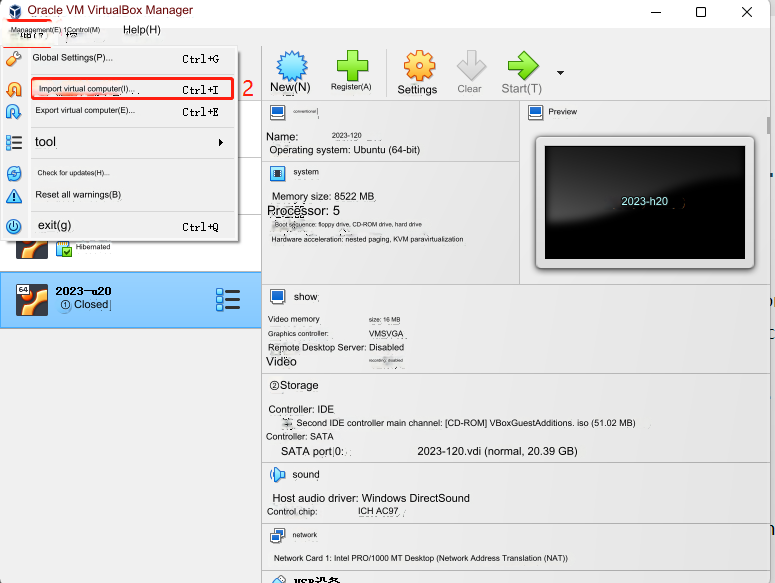 Oracle VM VirtualBox Manager
Management(E) Control(M) Help(H)
Global Settings(P)... Ctrl+G
Import virtual computer(I)... Ctrl+I
2
Export virtual computer(E)... Ctrl+E
tool
Check for updates(H)...
Reset all warnings(B)
exit(g) Ctrl+Q
Hibernated
64
2023-u20
① Closed
New(N)
Register(A)
Settings
Clear
Start(T)
conventional
Name: 2023-120
Operating system: Ubuntu (64-bit)
system
Memory size: 8522 MB
Processor: 5
Boot sequence: floppy drive, CD-ROM drive, hard drive
Hardware acceleration: nested paging, KVM paravirtualization
Preview
2023-h20
show
Video memory size: 16 MB
Graphics controller: VMSVGA
Remote Desktop Server: Disabled
Video recording: disabled
②Storage
Controller: IDE
Second IDE controller main channel: [CD-ROM] VBoxGuestAdditions. iso (51.02 MB)
Controller: SATA
SATA port 0: 2023-120.vdi (normal, 20.39 GB)
sound
Host audio driver: Windows DirectSound
Control chip: ICH AC97
network
Network Card 1: Intel PRO/1000 MT Desktop (Network Address Translation (NAT))
USB设备